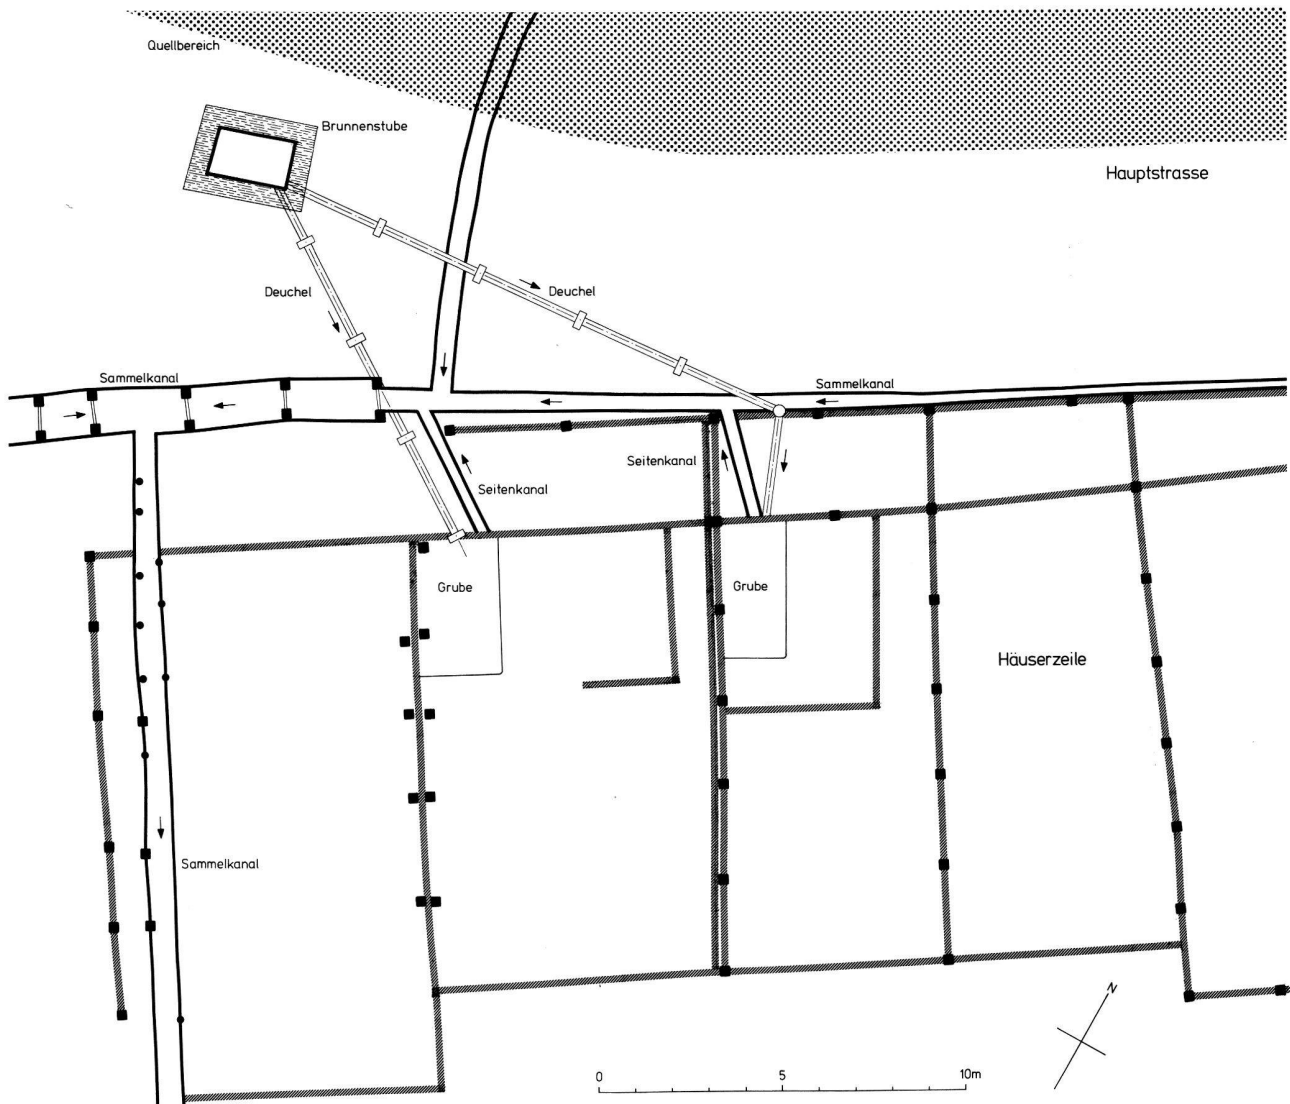 Quellbereich
Brunnenstube
Hauptstrasse
Deuchel
Deuchel
Sammelkanal
Sammelkanal
Seitenkanal
Seitenkanal
Grube
Grube
Häuserzeile
Sammelkanal
N
0 5 10m